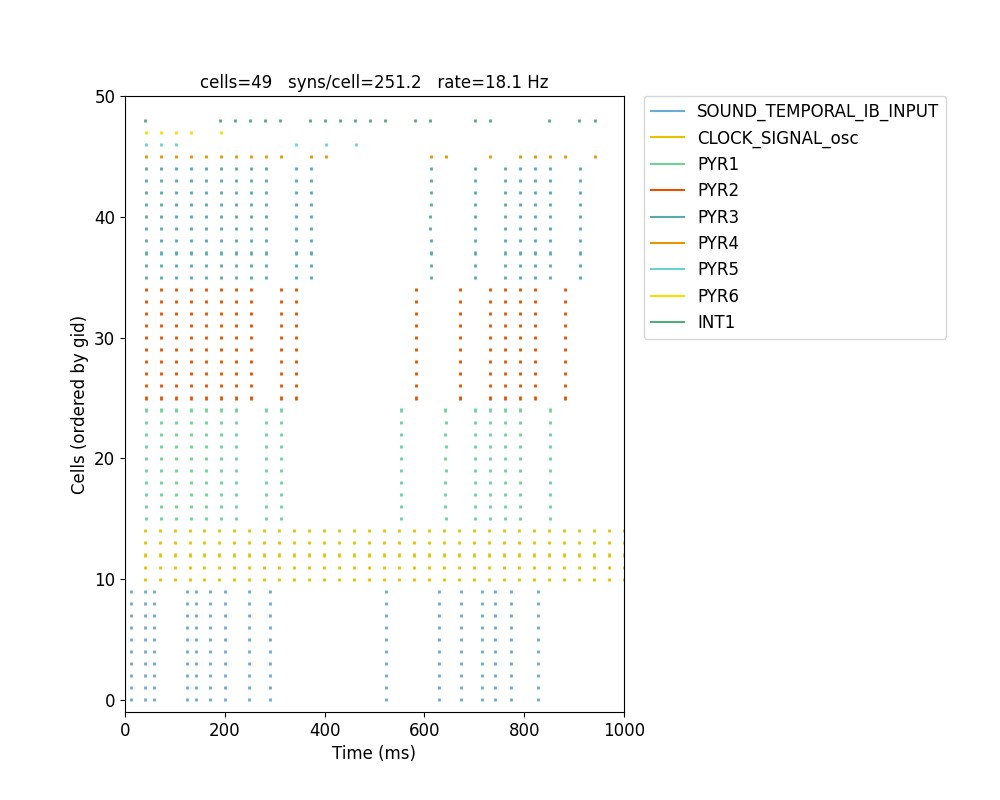 cells=49   syns/cell=251.2   rate=18.1 Hz
50
40
30
20
10
0
Cells (ordered by gid)
0 200 400 600 800 1000
Time (ms)
SOUND_TEMPORAL_IB_INPUT
CLOCK_SIGNAL_osc
PYR1
PYR2
PYR3
PYR4
PYR5
PYR6
INT1